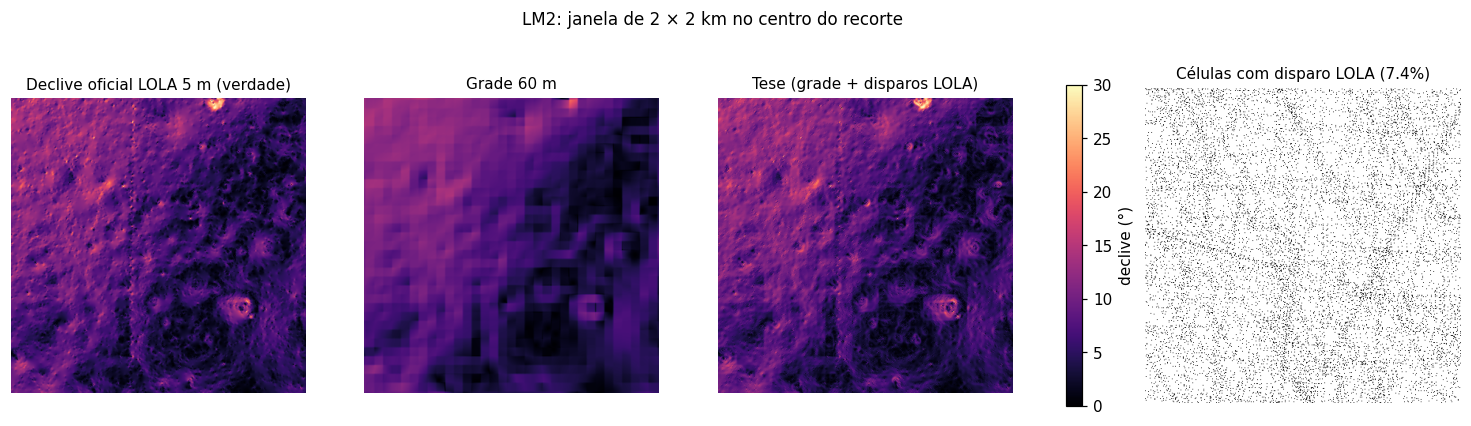 LM2: janela de 2 × 2 km no centro do recorte
Declive oficial LOLA 5 m (verdade)
Grade 60 m
Tese (grade + disparos LOLA)
30
25
20
15
10
5
0
declive (°)
Células com disparo LOLA (7.4%)